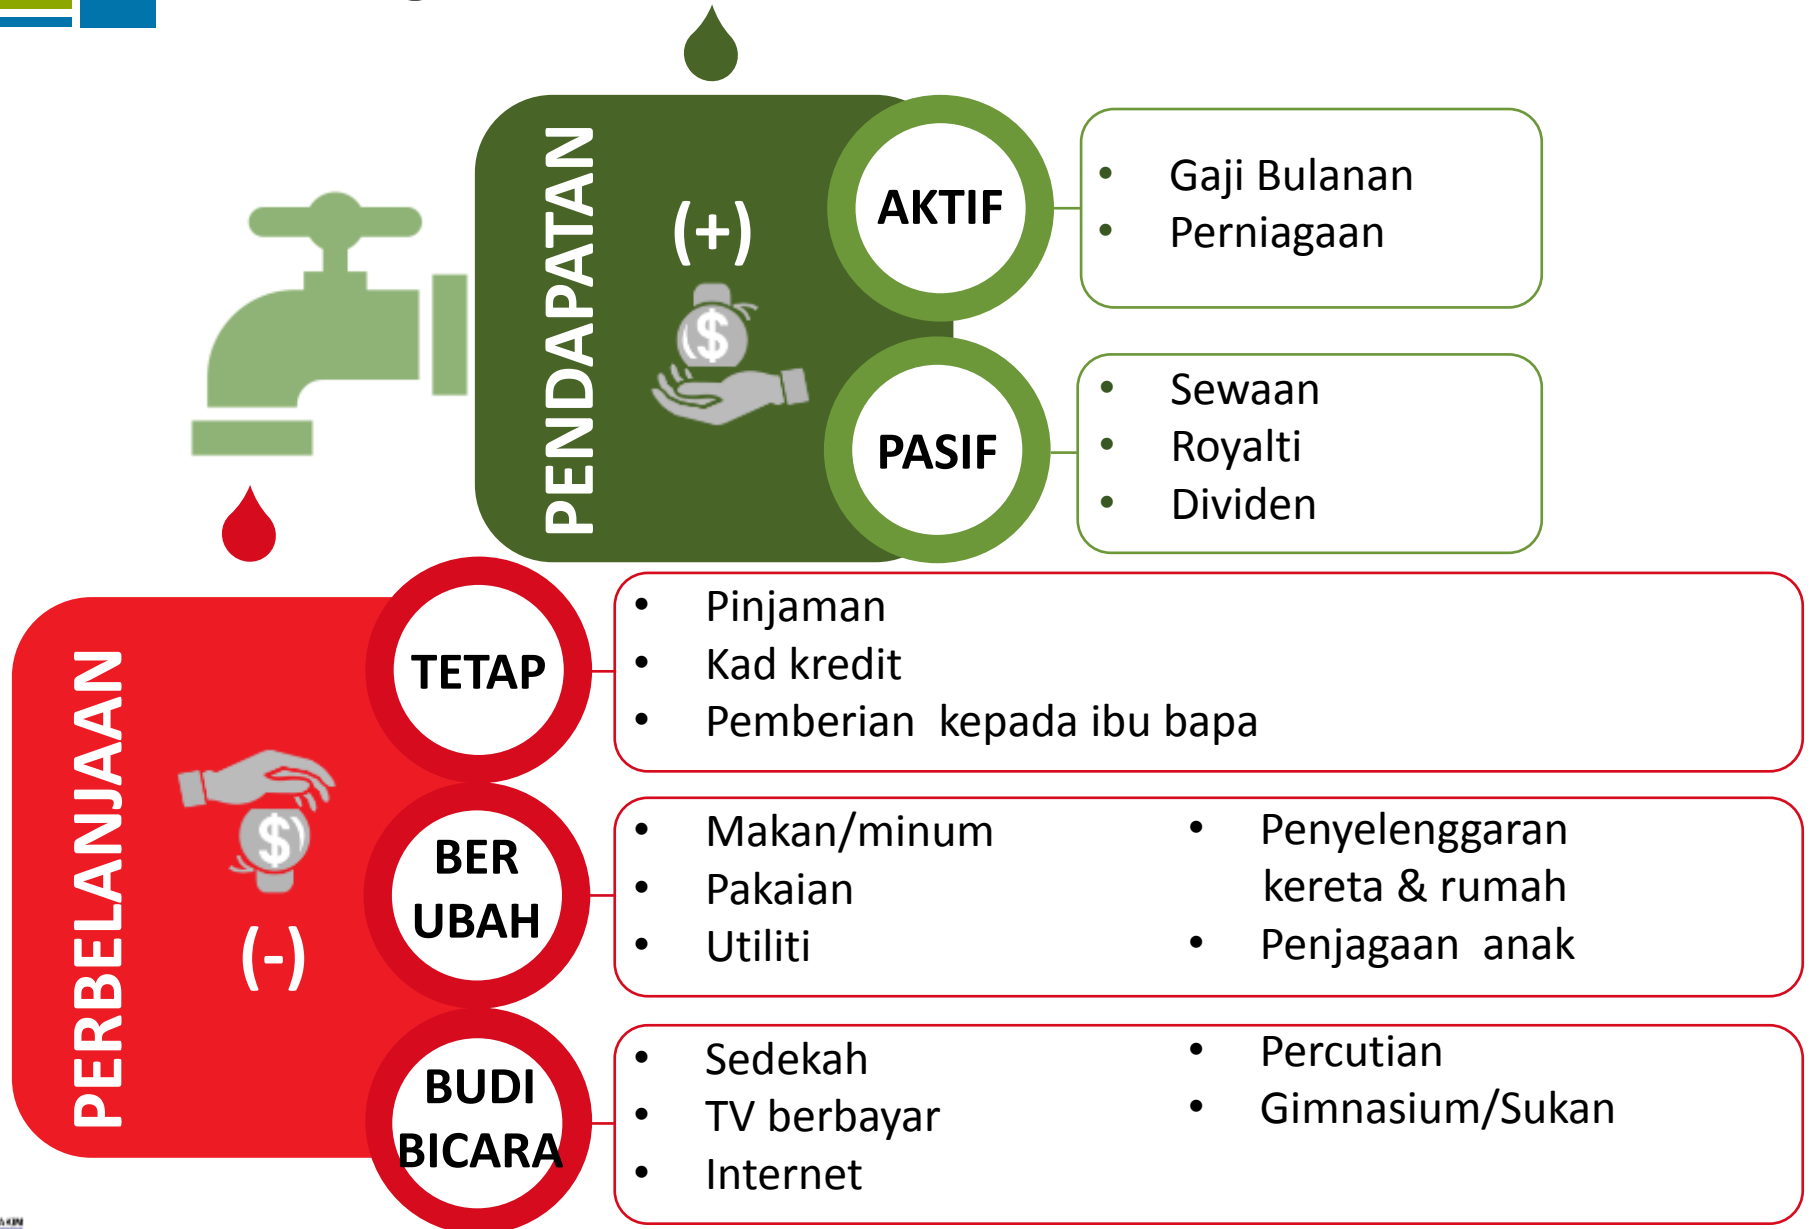 PENDAPATAN
(+)
$
AKTIF
• Gaji Bulanan
• Perniagaan
PASIF
• Sewaan
• Royalti
• Dividen
PERBELANJAAN
$
(-)
TETAP
• Pinjaman
• Kad kredit
• Pemberian kepada ibu bapa
BER
UBAH
• Makan/minum
• Pakaian
• Utiliti
• Penyelenggaran
kereta & rumah
• Penjagaan anak
BUDI
BICARA
• Sedekah
• TV berbayar
• Internet
• Percutian
• Gimnasium/Sukan